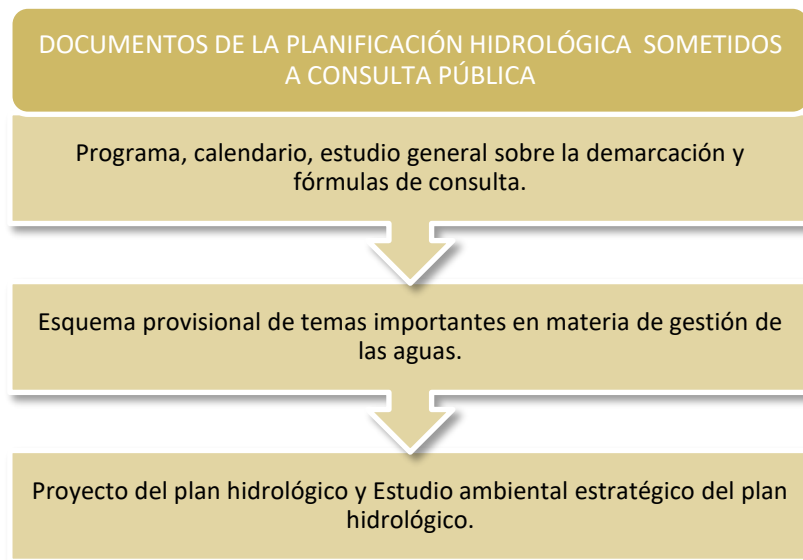 DOCUMENTOS DE LA PLANIFICACIÓN HIDROLÓGICA SOMETIDOS
A CONSULTA PÚBLICA
Programa, calendario, estudio general sobre la demarcación y
fórmulas de consulta.
Esquema provisional de temas importantes en materia de gestión de
las aguas.
Proyecto del plan hidrológico y Estudio ambiental estratégico del plan
hidrológico.